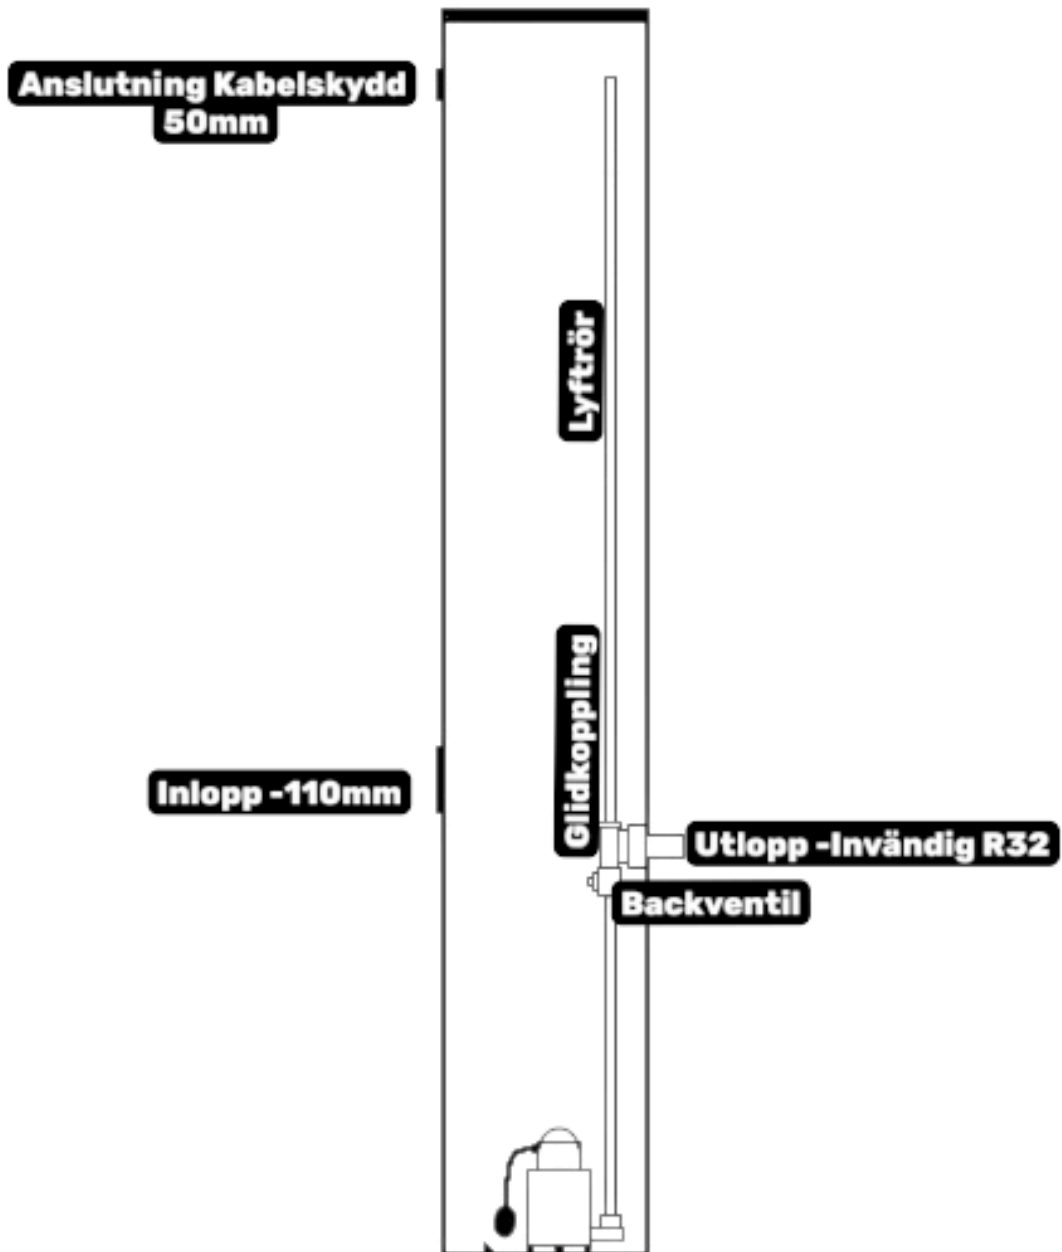 Anslutning Kabelskydd
50mm
Lyftrör
Glidkoppling
Inlopp -110mm
Utlopp -Invändig R32
Backventil